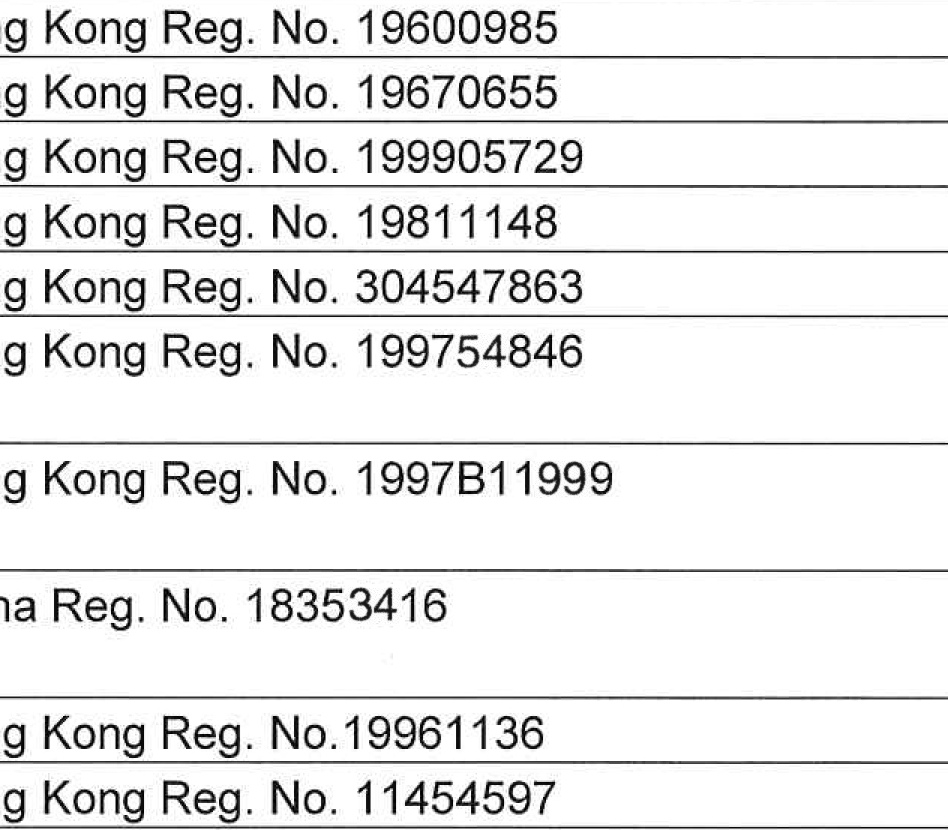 g Kong Reg. No. 19600985
g Kong Reg. No. 19670655
g Kong Reg. No. 199905729
g Kong Reg. No. 19811148
g Kong Reg. No. 304547863
g Kong Reg. No. 199754846
g Kong Reg. No. 1997B11999
na Reg. No. 18353416
g Kong Reg. No.19961136
g Kong Reg. No. 11454597